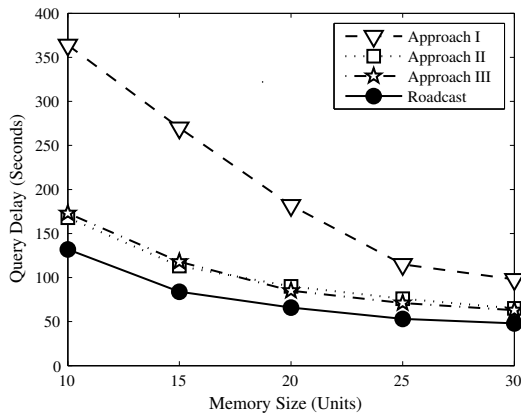 400
350
300
250
200
150
100
50
0
Query Delay (Seconds)
10
15
20
25
30
Memory Size (Units)
Approach I
Approach II
Approach III
Roadcast